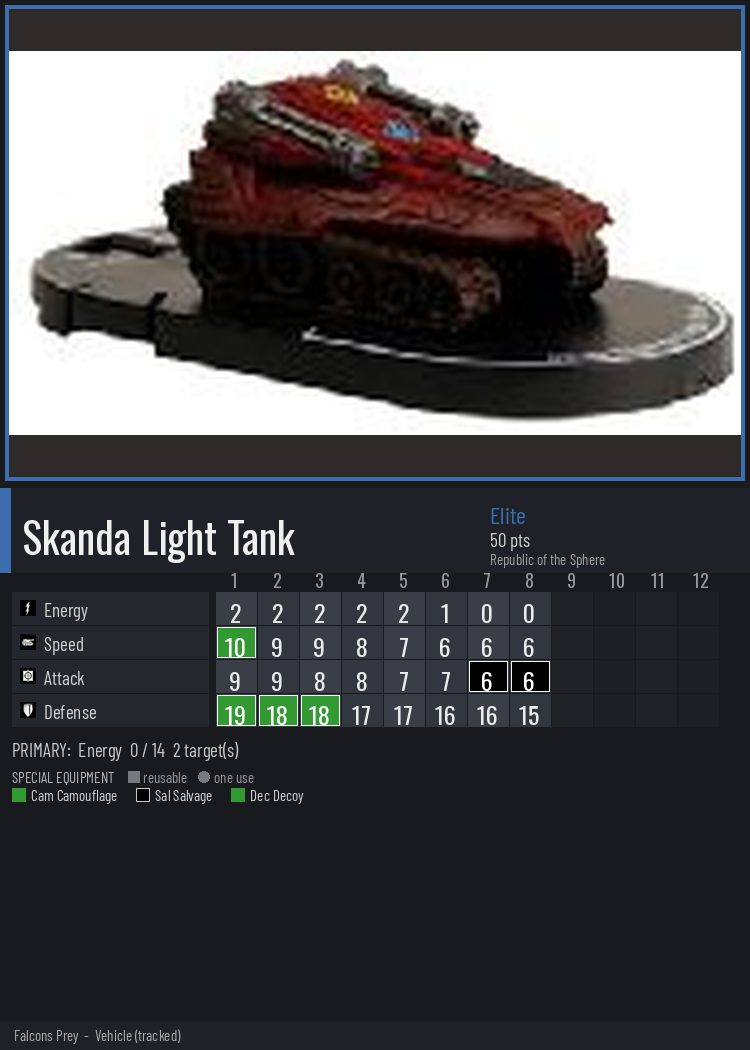 Skanda Light Tank
Elite
50 pts
Republic of the Sphere
1 2 3 4 5 6 7 8 9 10 11 12
Energy 2 2 2 2 2 1 0 0
Speed 10 9 9 8 7 6 6 6
Attack 9 9 8 8 7 7 6 6
Defense 19 18 18 17 17 16 16 15
PRIMARY: Energy 0 / 14 2 target(s)
SPECIAL EQUIPMENT reusable one use
Cam Camouflage Sal Salvage Dec Decoy
Falcons Prey - Vehicle (tracked)